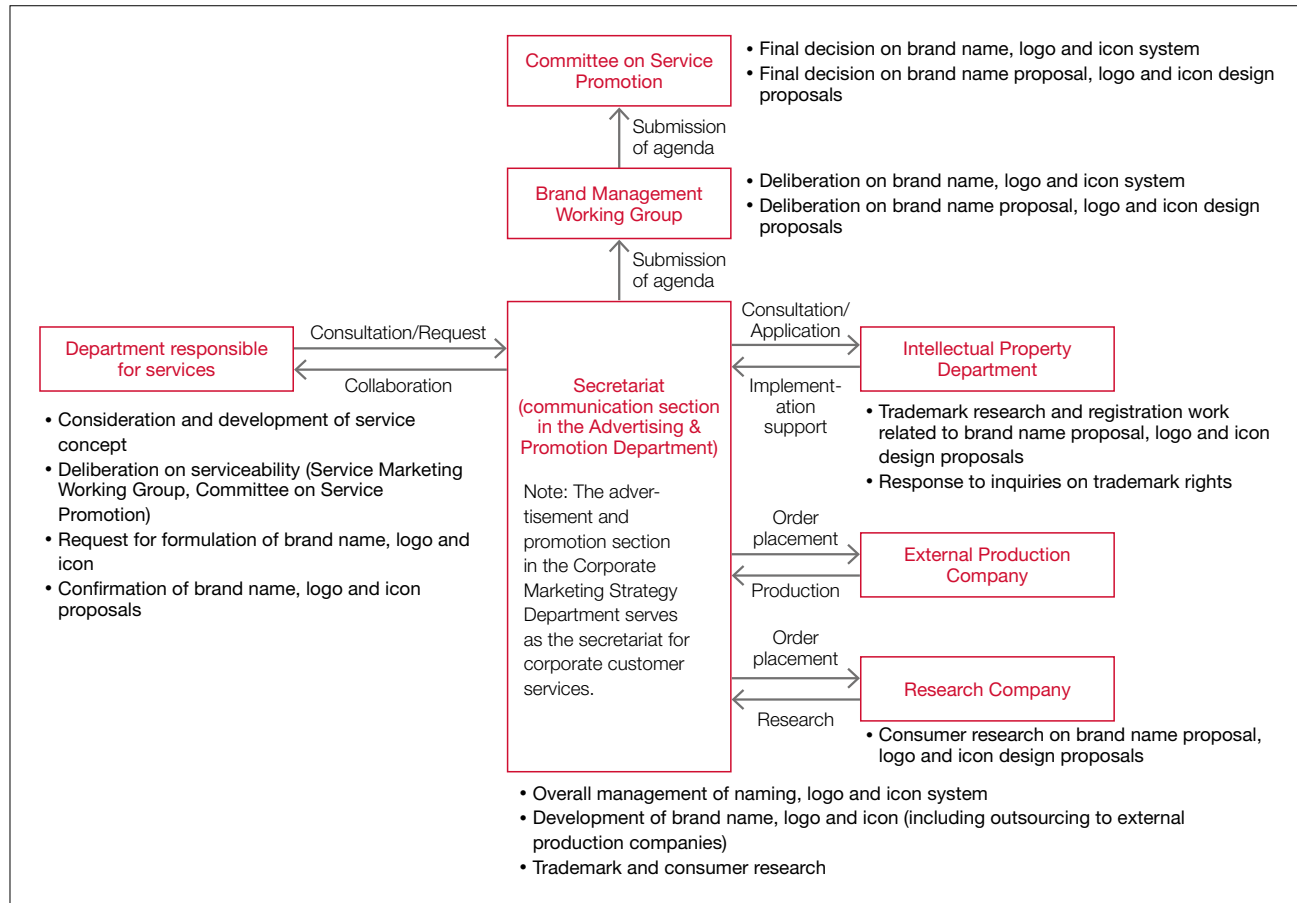 Committee on Service
Promotion
• Final decision on brand name, logo and icon system
• Final decision on brand name proposal, logo and icon design
proposals
Submission
of agenda
Brand Management
Working Group
• Deliberation on brand name, logo and icon system
• Deliberation on brand name proposal, logo and icon design
proposals
Submission
of agenda
Department responsible
for services
Consultation/Request
Collaboration
• Consideration and development of service
concept
• Deliberation on serviceability (Service Marketing
Working Group, Committee on Service
Promotion)
• Request for formulation of brand name, logo and
icon
• Confirmation of brand name, logo and icon
proposals
Secretariat
(communication section
in the Advertising &
Promotion Department)
Note: The adver-
tisement and
promotion section
in the Corporate
Marketing Strategy
Department serves
as the secretariat for
corporate customer
services.
Consultation/
Application
Implement-
ation
support
Intellectual Property
Department
• Trademark research and registration work
related to brand name proposal, logo and icon
design proposals
• Response to inquiries on trademark rights
Order
placement
Production
External Production
Company
Order
placement
Research
Research Company
• Consumer research on brand name proposal,
logo and icon design proposals
• Overall management of naming, logo and icon system
• Development of brand name, logo and icon (including outsourcing to external
production companies)
• Trademark and consumer research